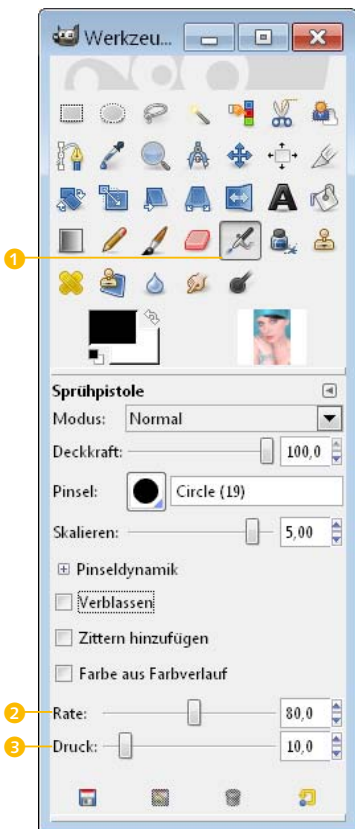 Werkzeu...
1
Sprühpistole
Modus: Normal
Deckkraft: 100,0
Pinsel: Circle (19)
Skalieren: 5,00
Pinseldynamik
Verblassen
Zittern hinzufügen
Farbe aus Farbverlauf
2 Rate: 80,0
3 Druck: 10,0